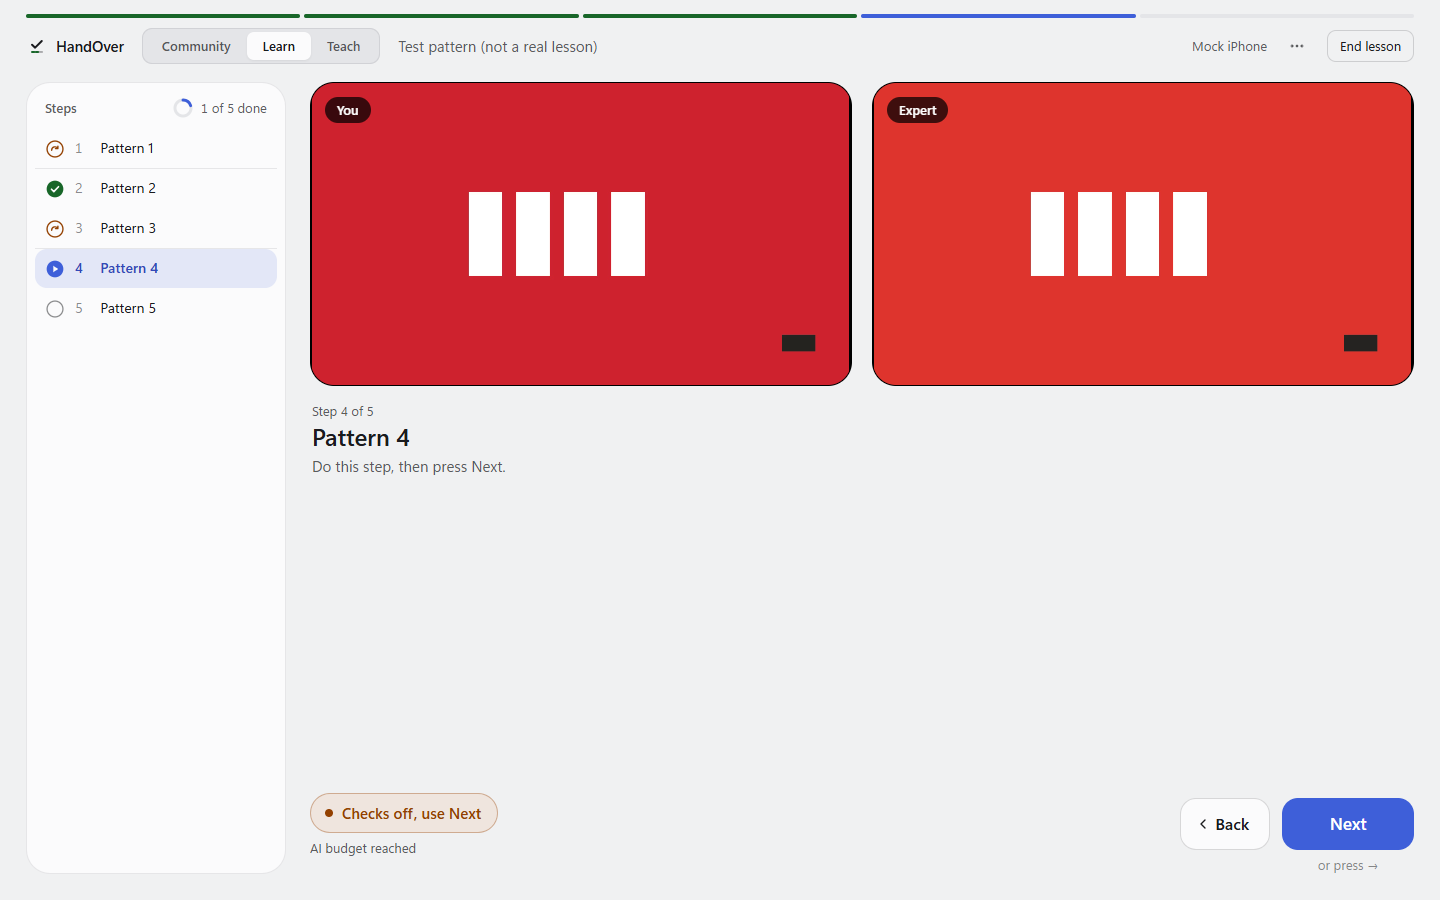 HandOver
Community
Learn
Teach
Test pattern (not a real lesson)
Mock iPhone
End lesson
Steps
1 of 5 done
1 Pattern 1
2 Pattern 2
3 Pattern 3
4 Pattern 4
5 Pattern 5
You
Expert
Step 4 of 5
Pattern 4
Do this step, then press Next.
Checks off, use Next
AI budget reached
Back
Next
or press →